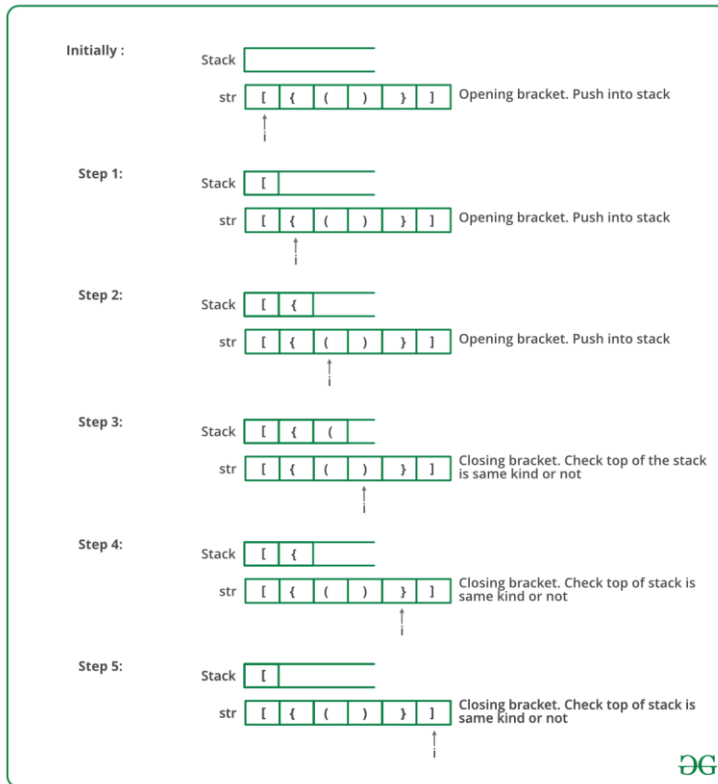 Initially :
Stack
str [ { ( ) } ] Opening bracket. Push into stack
i
Step 1:
Stack [
str [ { ( ) } ] Opening bracket. Push into stack
i
Step 2:
Stack [ {
str [ { ( ) } ] Opening bracket. Push into stack
i
Step 3:
Stack [ { (
str [ { ( ) } ] Closing bracket. Check top of the stack
is same kind or not
i
Step 4:
Stack [ {
str [ { ( ) } ] Closing bracket. Check top of stack is
same kind or not
i
Step 5:
Stack [
str [ { ( ) } ] Closing bracket. Check top of stack is
same kind or not
i